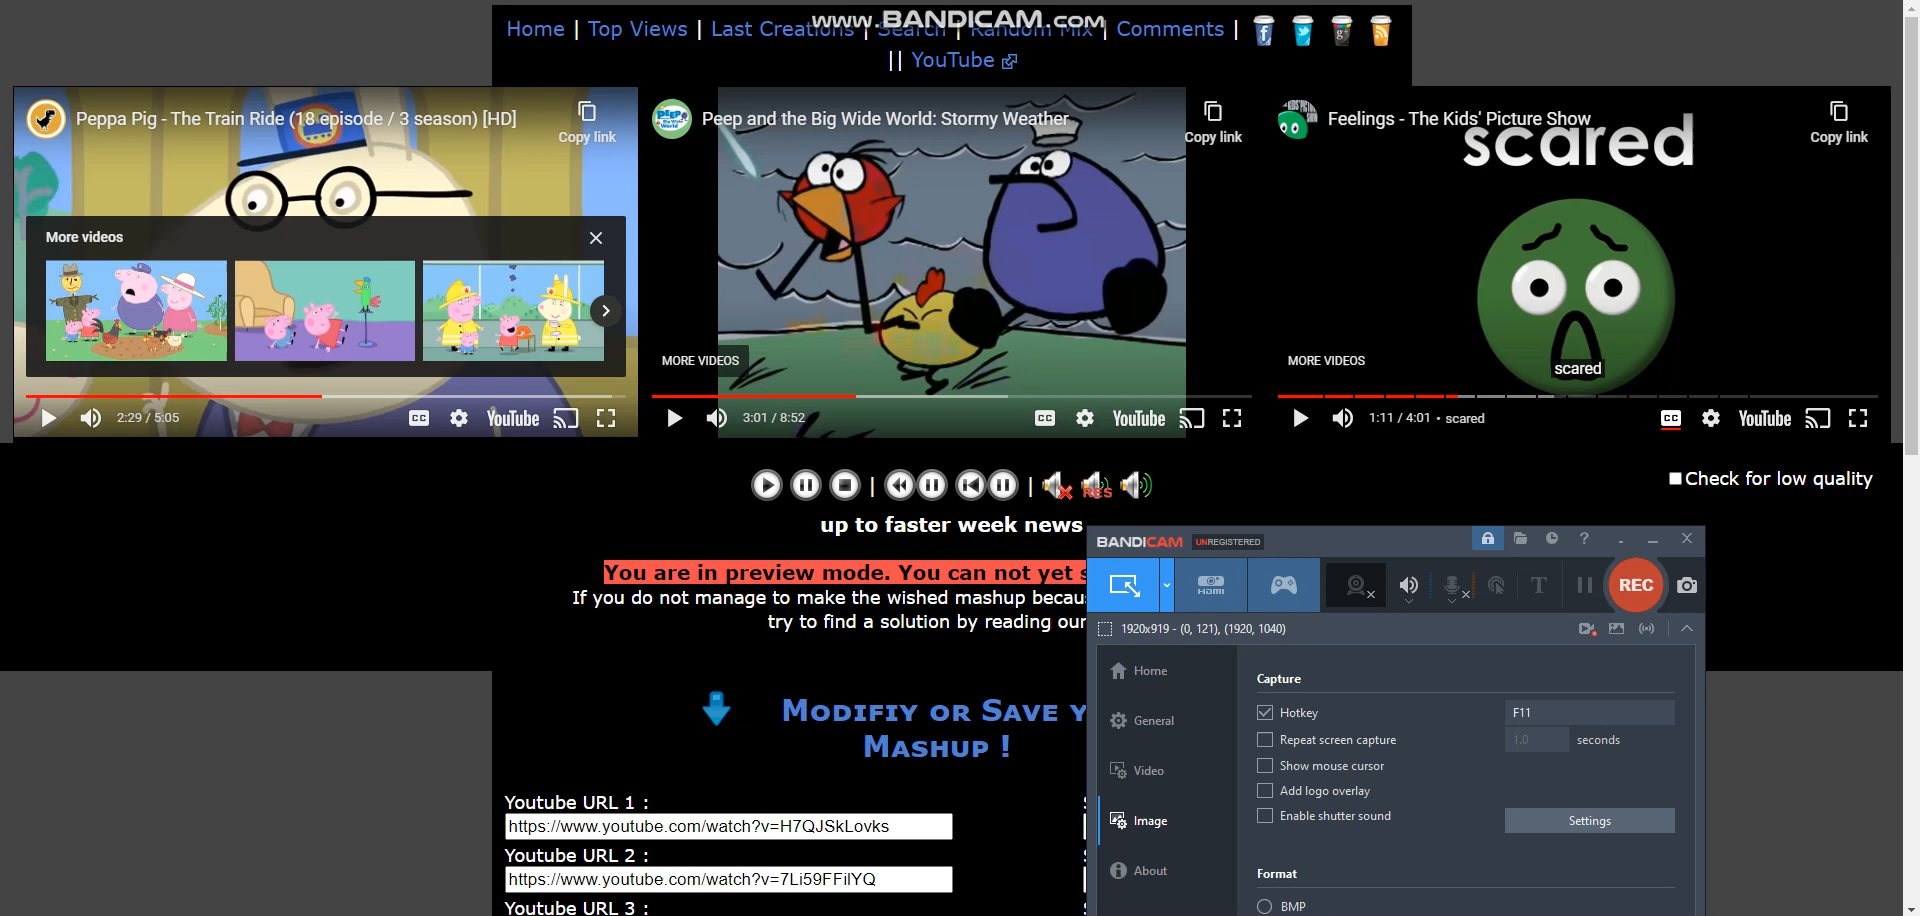 www.BANDICAM.com
Home | Top Views | Last Creations | Search | Random Mix | Comments |
|| YouTube
Peppa Pig - The Train Ride (18 episode / 3 season) [HD]
Copy link
More videos
2:29 / 5:05
CC
YouTube
Peep and the Big Wide World: Stormy Weather
Copy link
MORE VIDEOS
3:01 / 8:52
CC
YouTube
Feelings - The Kids' Picture Show
Copy link
scared
MORE VIDEOS
scared
1:11 / 4:01 • scared
CC
YouTube
| | RES
Check for low quality
up to faster week news
You are in preview mode. You can not yet s
If you do not manage to make the wished mashup becau
try to find a solution by reading our
Modifiy or Save Y
Mashup !
Youtube URL 1 :
https://www.youtube.com/watch?v=H7QJSkLovks
Youtube URL 2 :
https://www.youtube.com/watch?v=7Li59FFilYQ
Youtube URL 3 :
BANDICAM UNREGISTERED
HDMI
REC
1920x919 - (0, 121), (1920, 1040)
Home
General
Video
Image
About
Capture
Hotkey
F11
Repeat screen capture
1.0 seconds
Show mouse cursor
Add logo overlay
Enable shutter sound
Settings
Format
BMP